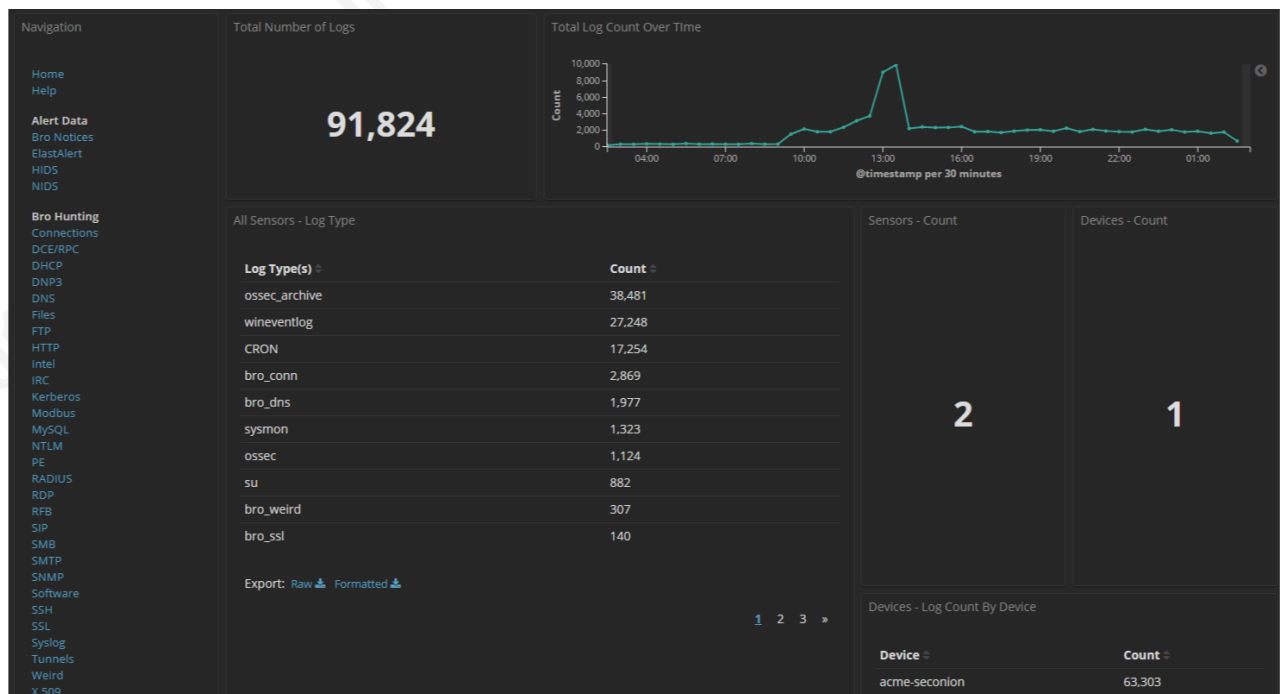 Navigation
Home
Help
Alert Data
Bro Notices
ElastAlert
HIDS
NIDS
Bro Hunting
Connections
DCE/RPC
DHCP
DNP3
DNS
Files
FTP
HTTP
Intel
IRC
Kerberos
Modbus
MySQL
NTLM
PE
RADIUS
RDP
RFB
SIP
SMB
SMTP
SNMP
Software
SSH
SSL
Syslog
Tunnels
Weird
X.509
Total Number of Logs
91,824
Total Log Count Over Time
Count
10,000
8,000
6,000
4,000
2,000
0
04:00 07:00 10:00 13:00 16:00 19:00 22:00 01:00
@timestamp per 30 minutes
All Sensors - Log Type
Log Type(s) Count
ossec_archive 38,481
wineventlog 27,248
CRON 17,254
bro_conn 2,869
bro_dns 1,977
sysmon 1,323
ossec 1,124
su 882
bro_weird 307
bro_ssl 140
Export: Raw Formatted
1 2 3 »
Sensors - Count
2
Devices - Count
1
Devices - Log Count By Device
Device Count
acme-seconion 63,303